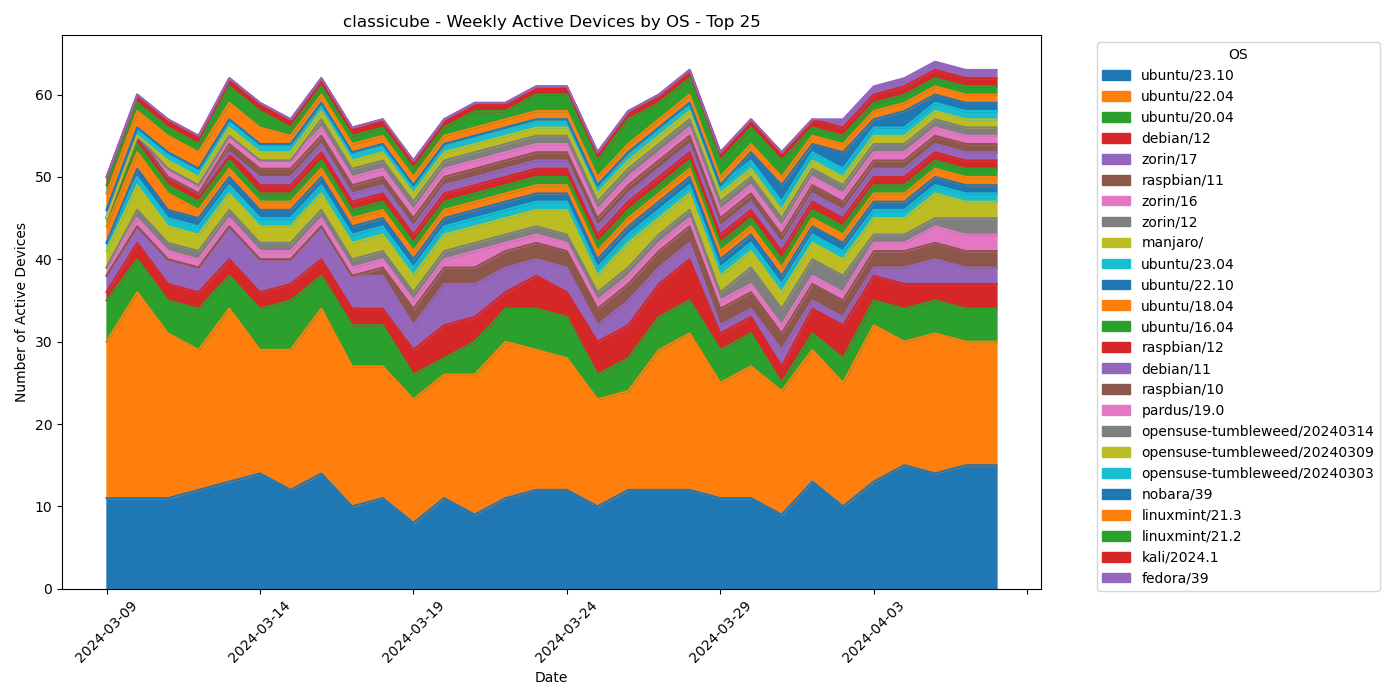 classicube - Weekly Active Devices by OS - Top 25
Number of Active Devices
60
50
40
30
20
10
0
2024-03-09
2024-03-14
2024-03-19
2024-03-24
2024-03-29
2024-04-03
Date
OS
ubuntu/23.10
ubuntu/22.04
ubuntu/20.04
debian/12
zorin/17
raspbian/11
zorin/16
zorin/12
manjaro/
ubuntu/23.04
ubuntu/22.10
ubuntu/18.04
ubuntu/16.04
raspbian/12
debian/11
raspbian/10
pardus/19.0
opensuse-tumbleweed/20240314
opensuse-tumbleweed/20240309
opensuse-tumbleweed/20240303
nobara/39
linuxmint/21.3
linuxmint/21.2
kali/2024.1
fedora/39